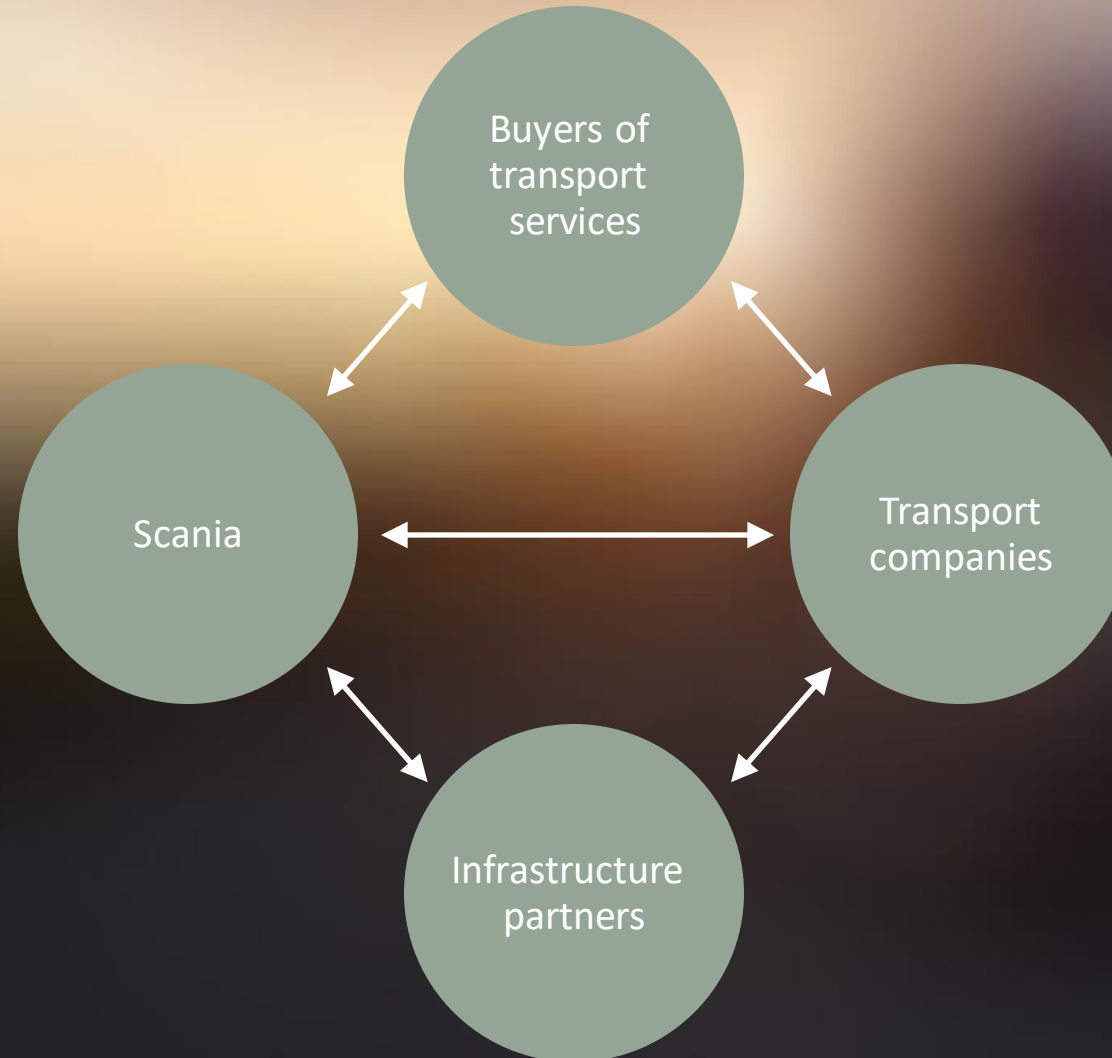 Buyers of
transport
services
Scania
Transport
companies
Infrastructure
partners